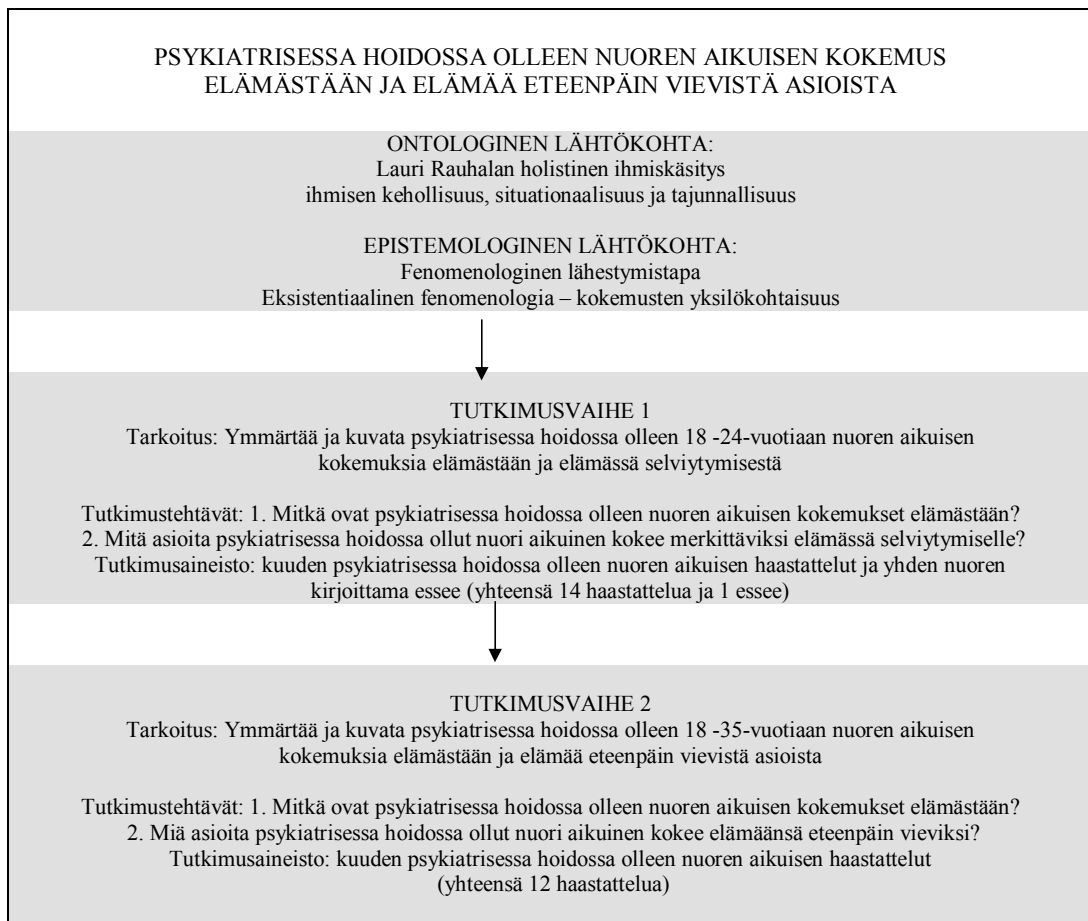 PSYKIATRISESSA HOIDOSSA OLLEEN NUOREN AIKUISEN KOKEMUS
ELÄMÄSTÄÄN JA ELÄMÄÄ ETEENPÄIN VIEVISTÄ ASIOISTA
ONTOLOGINEN LÄHTÖKOHTA:
Lauri Rauhalan holistinen ihmiskäsitys
ihmisen kehollisuus, situationaalisuus ja tajunnallisuus
EPISTEMOLOGINEN LÄHTÖKOHTA:
Fenomenologinen lähestymistapa
Eksistentiaalinen fenomenologia – kokemusten yksilökohtaisuus
TUTKIMUSVAIHE 1
Tarkoitus: Ymmärtää ja kuvata psykiatrisessa hoidossa olleen 18 -24-vuotiaan nuoren aikuisen
kokemuksia elämästään ja elämässä selviytymisestä
Tutkimustehtävät: 1. Mitkä ovat psykiatrisessa hoidossa olleen nuoren aikuisen kokemukset elämästään?
2. Mitä asioita psykiatrisessa hoidossa ollut nuori aikuinen kokee merkittäviksi elämässä selviytymiselle?
Tutkimusaineisto: kuuden psykiatrisessa hoidossa olleen nuoren aikuisen haastattelut ja yhden nuoren
kirjoittama essee (yhteensä 14 haastattelua ja 1 essee)
TUTKIMUSVAIHE 2
Tarkoitus: Ymmärtää ja kuvata psykiatrisessa hoidossa olleen 18 -35-vuotiaan nuoren aikuisen
kokemuksia elämästään ja elämää eteenpäin vievistä asioista
Tutkimustehtävät: 1. Mitkä ovat psykiatrisessa hoidossa olleen nuoren aikuisen kokemukset elämästään?
2. Miä asioita psykiatrisessa hoidossa ollut nuori aikuinen kokee elämäänsä eteenpäin vieviksi?
Tutkimusaineisto: kuuden psykiatrisessa hoidossa olleen nuoren aikuisen haastattelut
(yhteensä 12 haastattelua)